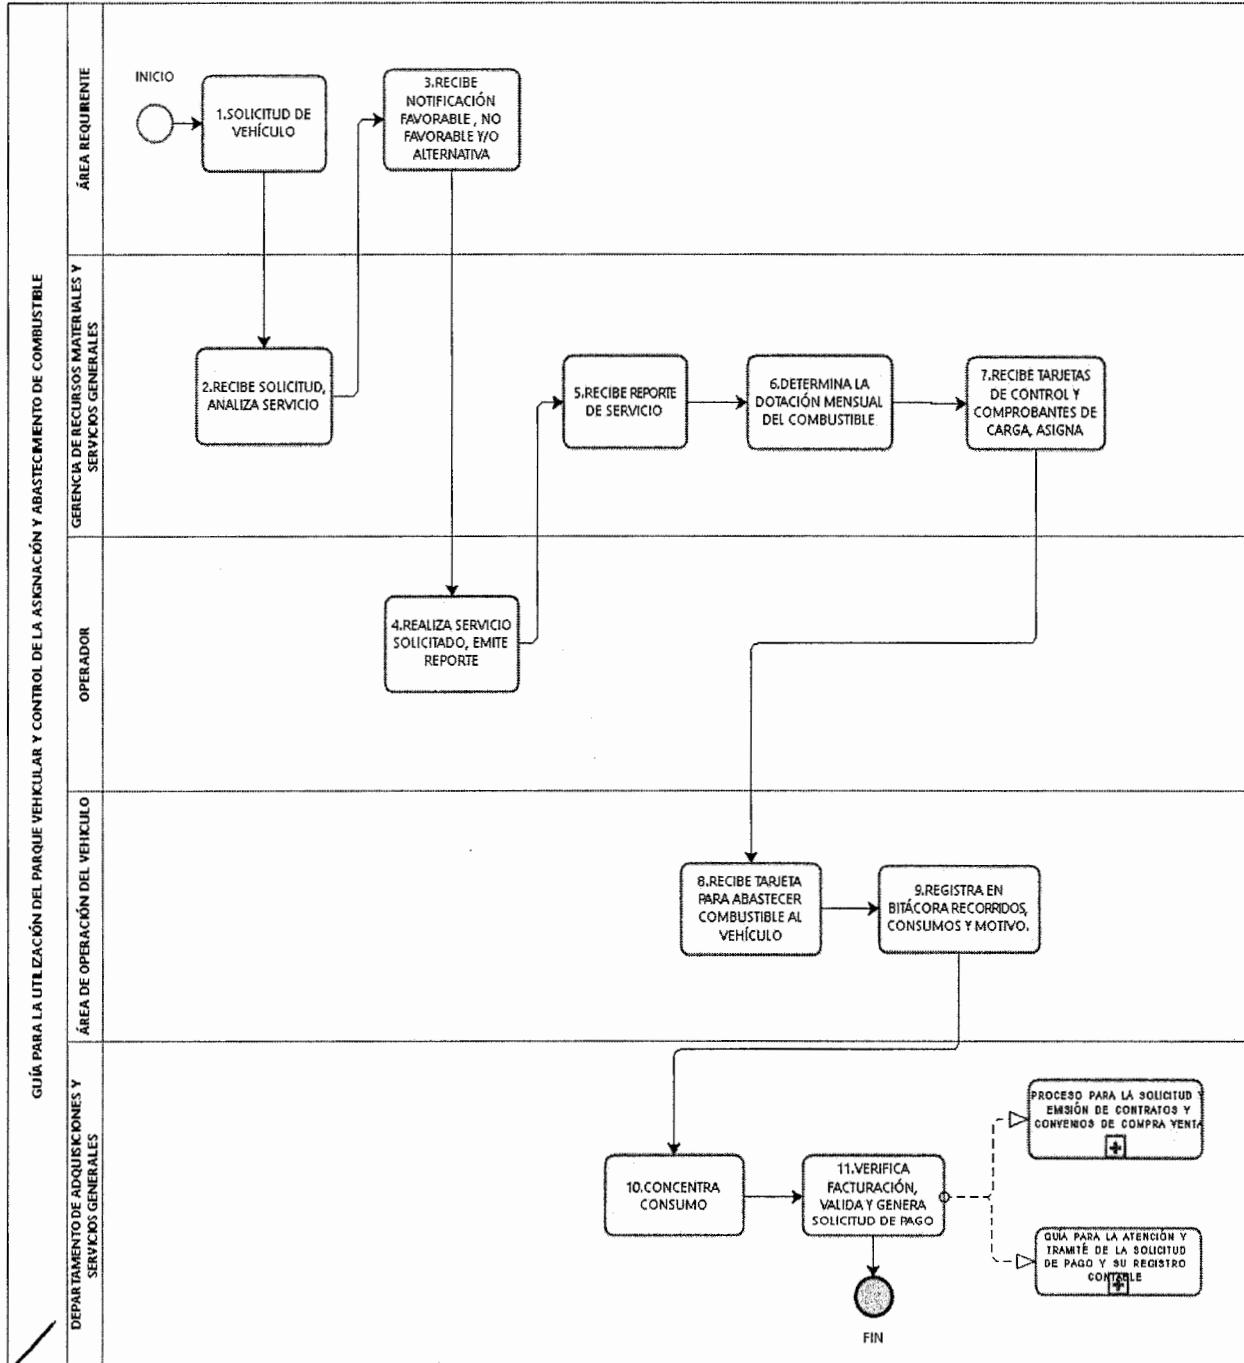 GUÍA PARA LA UTILIZACIÓN DEL PARQUE VEHICULAR Y CONTROL DE LA ASIGNACIÓN Y ABASTECIMIENTO DE COMBUSTIBLE
ÁREA REQUIRENTE
INICIO
1.SOLICITUD DE
VEHÍCULO
3.RECIBE
NOTIFICACIÓN
FAVORABLE , NO
FAVORABLE Y/O
ALTERNATIVA
GERENCIA DE RECURSOS MATERIALES Y
SERVICIOS GENERALES
2.RECIBE SOLICITUD,
ANALIZA SERVICIO
5.RECIBE REPORTE
DE SERVICIO
6.DETERMINA LA
DOTACIÓN MENSUAL
DEL COMBUSTIBLE
7.RECIBE TARJETAS
DE CONTROL Y
COMPROBANTES DE
CARGA, ASIGNA
OPERADOR
4.REALIZA SERVICIO
SOLICITADO, EMITE
REPORTE
ÁREA DE OPERACIÓN DEL VEHICULO
8.RECIBE TARJETA
PARA ABASTECER
COMBUSTIBLE AL
VEHÍCULO
9.REGISTRA EN
BITÁCORA RECORRIDOS,
CONSUMOS Y MOTIVO.
DEPARTAMENTO DE ADQUISICIONES Y
SERVICIOS GENERALES
10.CONCENTRA
CONSUMO
11.VERIFICA
FACTURACIÓN,
VALIDA Y GENERA
SOLICITUD DE PAGO
PROCESO PARA LA SOLICITUD Y
EMISIÓN DE CONTRATOS Y
CONVENIOS DE COMPRA VENTA
GUÍA PARA LA ATENCIÓN Y
TRAMITÉ DE LA SOLICITUD
DE PAGO Y SU REGISTRO
CONTABLE
FIN